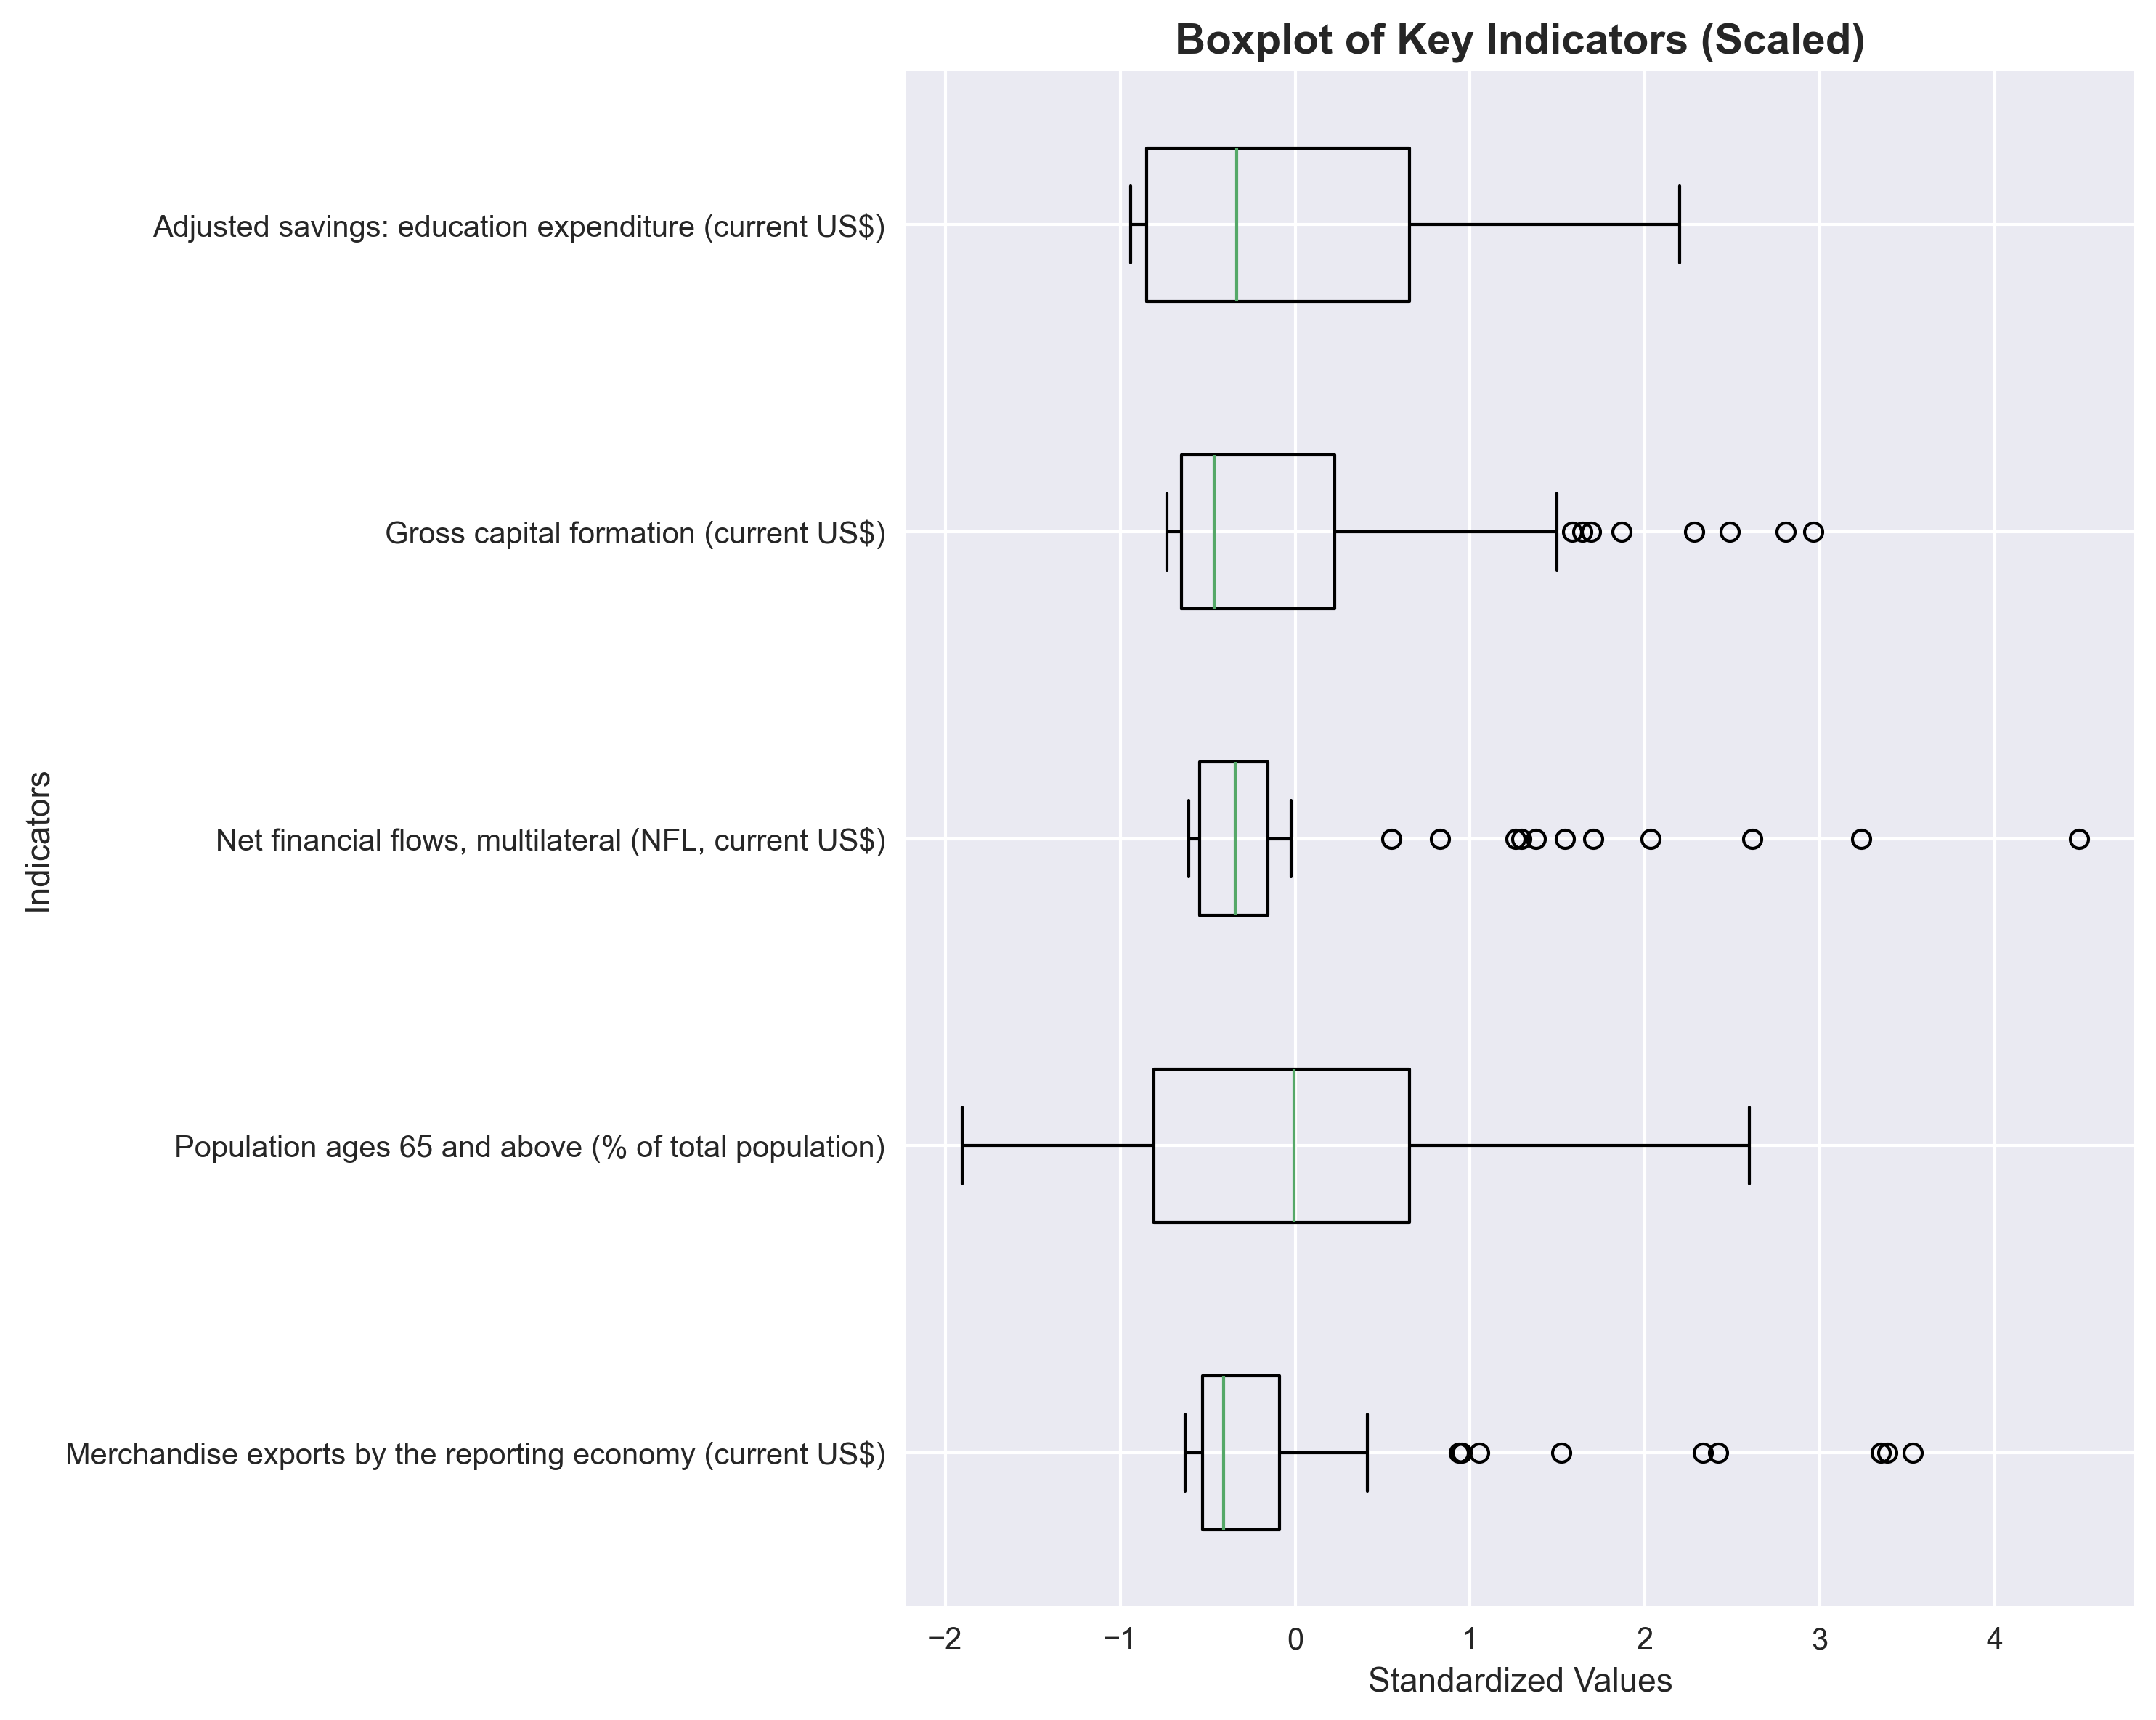 Boxplot of Key Indicators (Scaled)
Adjusted savings: education expenditure (current US$)
Gross capital formation (current US$)
Net financial flows, multilateral (NFL, current US$)
Population ages 65 and above (% of total population)
Merchandise exports by the reporting economy (current US$)
Indicators
−2 −1 0 1 2 3 4
Standardized Values